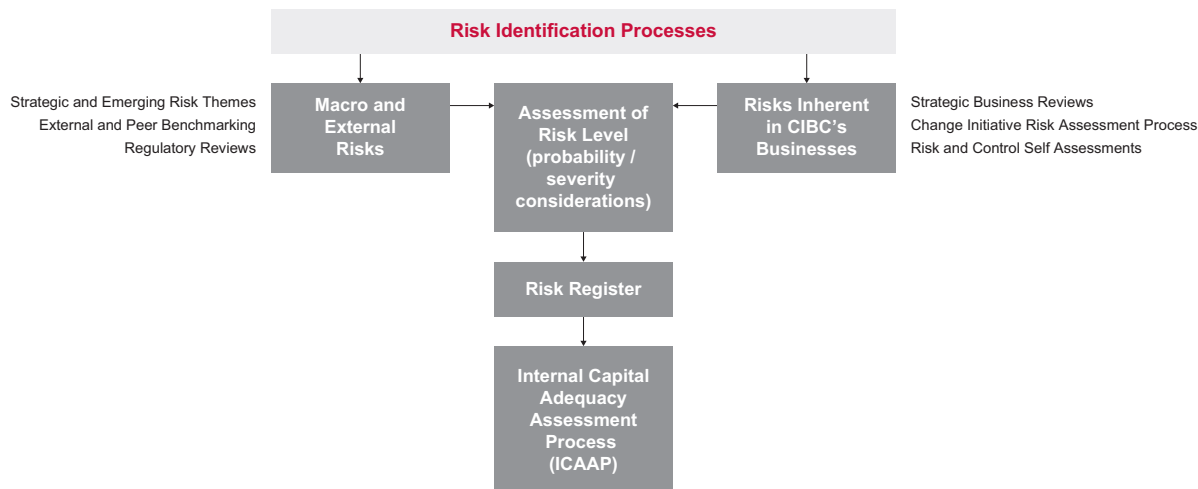 Risk Identification Processes
Strategic and Emerging Risk Themes
External and Peer Benchmarking
Regulatory Reviews
Macro and
External
Risks
Assessment of
Risk Level
(probability /
severity
considerations)
Risks Inherent
in CIBC's
Businesses
Strategic Business Reviews
Change Initiative Risk Assessment Process
Risk and Control Self Assessments
Risk Register
Internal Capital
Adequacy
Assessment
Process
(ICAAP)